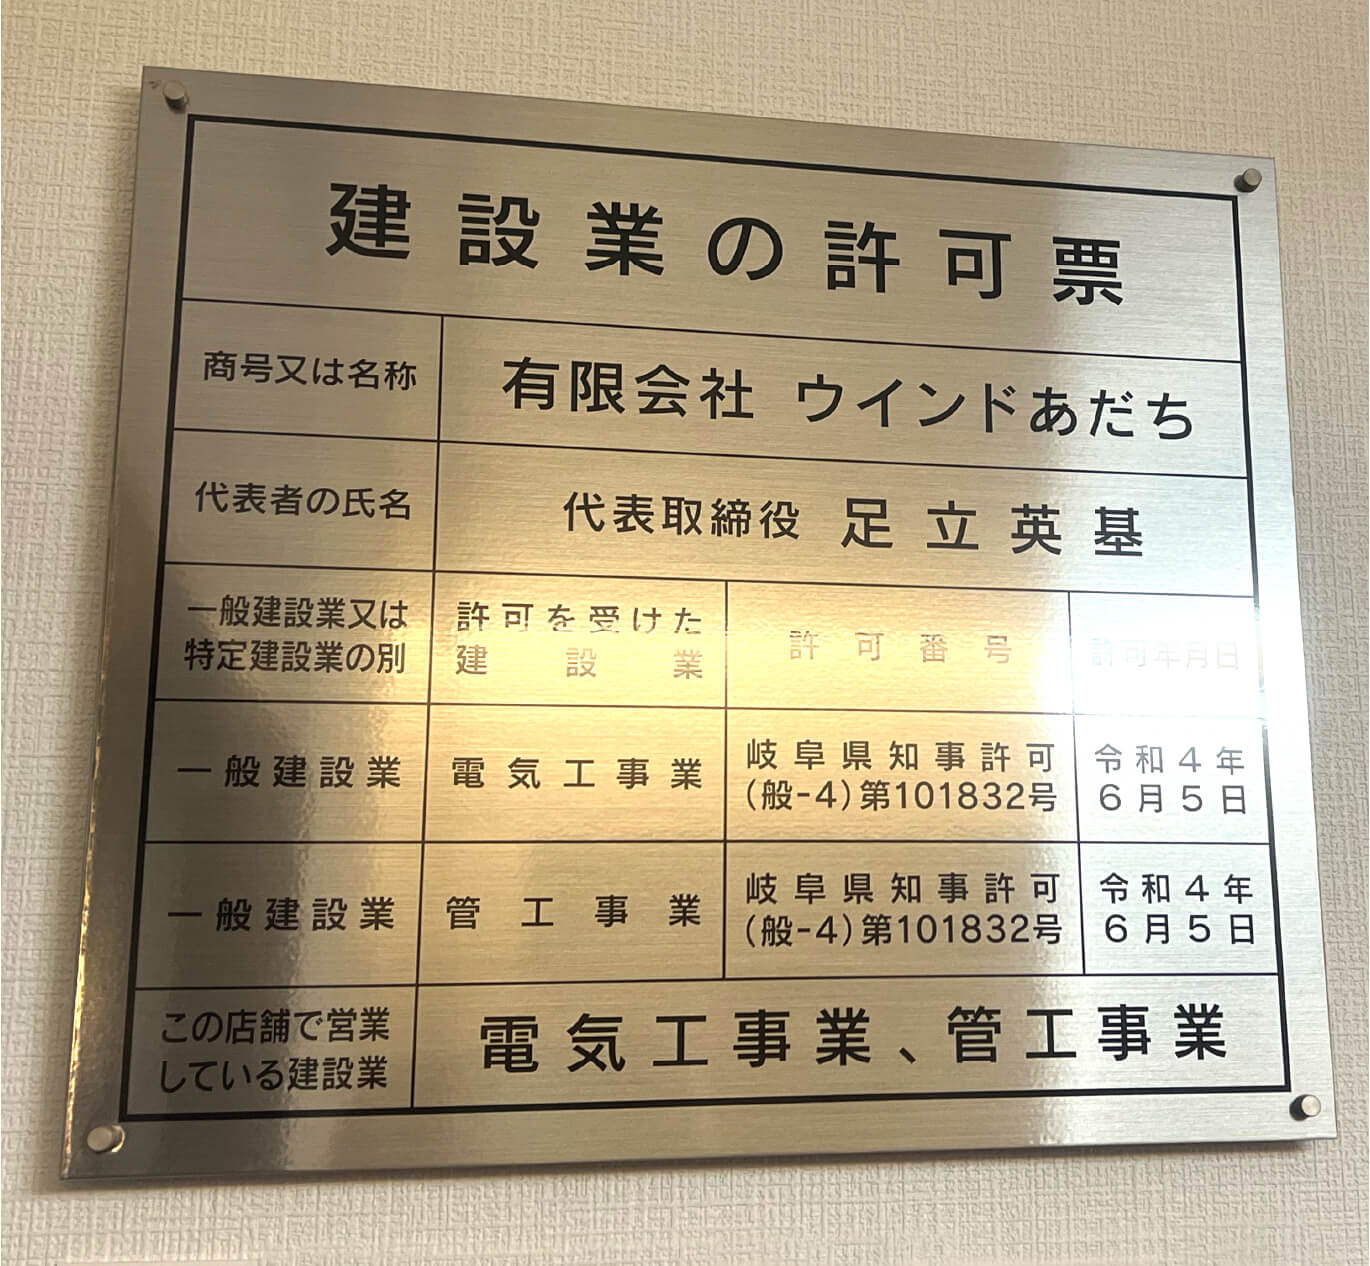 建設業の許可票
商号又は名称
有限会社 ウインドあだち
代表者の氏名
代表取締役 足立英基
一般建設業又は
特定建設業の別
許可を受けた
建設業
許可番号
許可年月日
一般建設業
電気工事業
岐阜県知事許可
(般-4)第101832号
令和4年
6月5日
一般建設業
管工事業
岐阜県知事許可
(般-4)第101832号
令和4年
6月5日
この店舗で営業
している建設業
電気工事業、管工事業